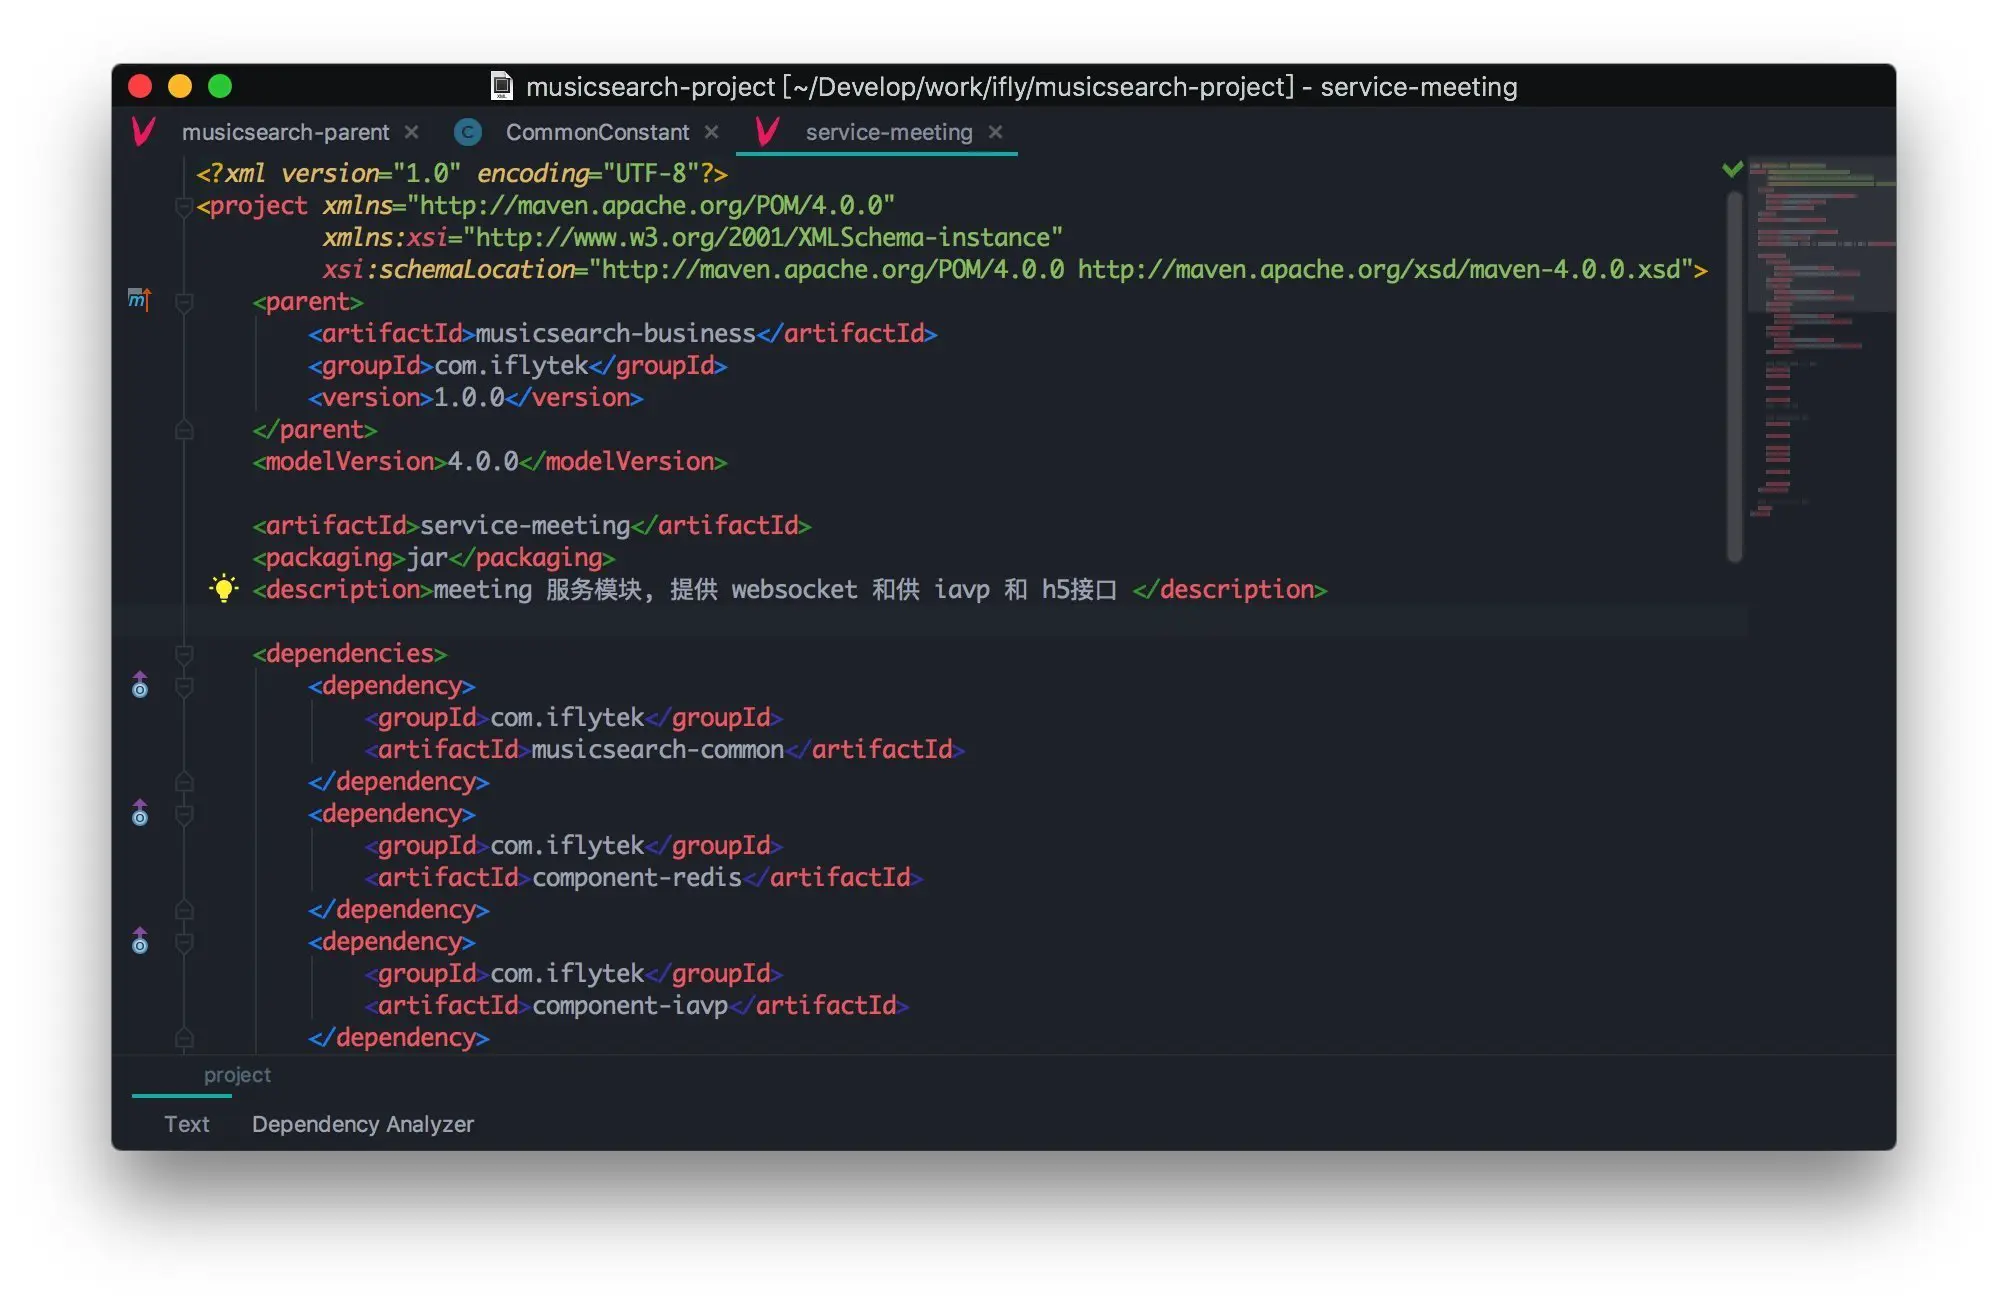 musicsearch-project [~/Develop/work/ifly/musicsearch-project] - service-meeting
musicsearch-parent CommonConstant service-meeting
<?xml version="1.0" encoding="UTF-8"?>
<project xmlns="http://maven.apache.org/POM/4.0.0"
xmlns:xsi="http://www.w3.org/2001/XMLSchema-instance"
xsi:schemaLocation="http://maven.apache.org/POM/4.0.0 http://maven.apache.org/xsd/maven-4.0.0.xsd">
<parent>
<artifactId>musicsearch-business</artifactId>
<groupId>com.iflytek</groupId>
<version>1.0.0</version>
</parent>
<modelVersion>4.0.0</modelVersion>
<artifactId>service-meeting</artifactId>
<packaging>jar</packaging>
<description>meeting 服务模块, 提供 websocket 和供 iavp 和 h5接口 </description>
<dependencies>
<dependency>
<groupId>com.iflytek</groupId>
<artifactId>musicsearch-common</artifactId>
</dependency>
<dependency>
<groupId>com.iflytek</groupId>
<artifactId>component-redis</artifactId>
</dependency>
<dependency>
<groupId>com.iflytek</groupId>
<artifactId>component-iavp</artifactId>
</dependency>
project
Text Dependency Analyzer